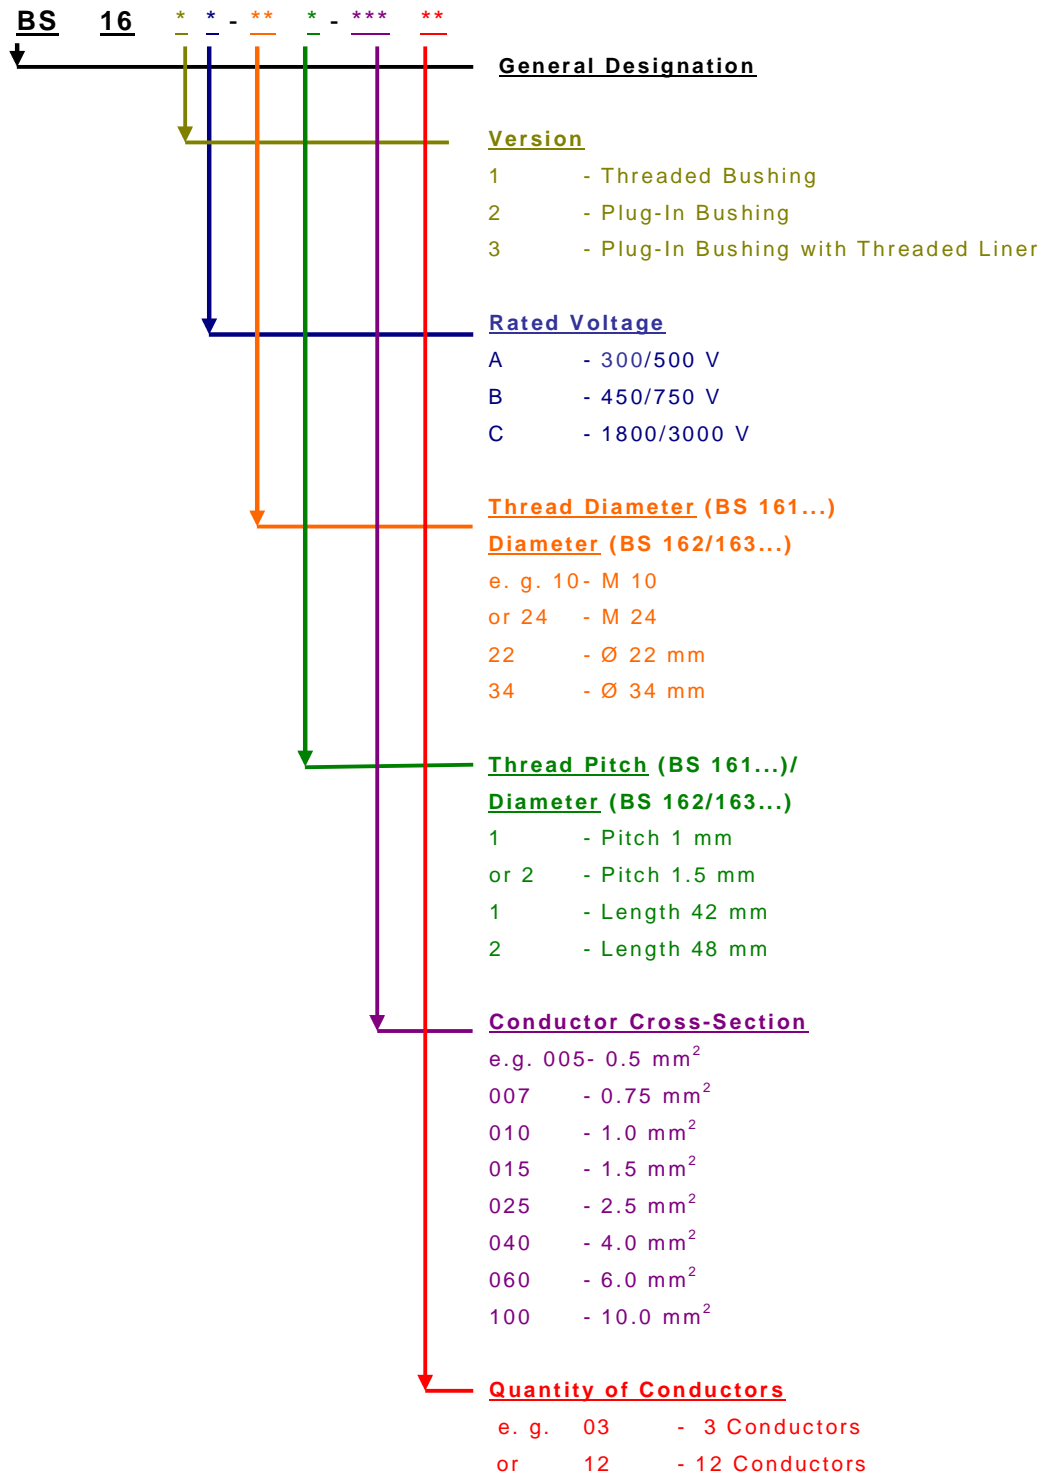 BS 16 * * - ** * - *** **
General Designation
Version
1 - Threaded Bushing
2 - Plug-In Bushing
3 - Plug-In Bushing with Threaded Liner
Rated Voltage
A - 300/500 V
B - 450/750 V
C - 1800/3000 V
Thread Diameter (BS 161...)
Diameter (BS 162/163...)
e. g. 10- M 10
or 24 - M 24
22 - Ø 22 mm
34 - Ø 34 mm
Thread Pitch (BS 161...)/
Diameter (BS 162/163...)
1 - Pitch 1 mm
or 2 - Pitch 1.5 mm
1 - Length 42 mm
2 - Length 48 mm
Conductor Cross-Section
e.g. 005- 0.5 mm²
007 - 0.75 mm²
010 - 1.0 mm²
015 - 1.5 mm²
025 - 2.5 mm²
040 - 4.0 mm²
060 - 6.0 mm²
100 - 10.0 mm²
Quantity of Conductors
e. g. 03 - 3 Conductors
or 12 - 12 Conductors